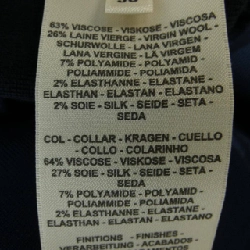 63% VISCOSE - VISKOSE - VISCOSA
26% LAINE VIERGE - VIRGIN WOOL -
SCHURWOLLE - LANA VIRGEN -
LANA VERGINE - LÃ VIRGEM
7% POLYAMIDE - POLYAMID -
POLIAMMIDE - POLIAMIDA
2% ELASTHANNE - ELASTANE -
ELASTHAN - ELASTAN - ELASTANO
2% SOIE - SILK - SEIDE - SETA -
SEDA
COL - COLLAR - KRAGEN - CUELLO
- COLLO - COLARINHO
64% VISCOSE - VISKOSE - VISCOSA
27% SOIE - SILK - SEIDE - SETA -
SEDA
7% POLYAMIDE - POLYAMID -
POLIAMMIDE - POLIAMIDA
2% ELASTHANNE - ELASTANE -
ELASTHAN - ELASTAN - ELASTANO
FINITIONS - FINISHES -
VERARBEITUNG - ACABADOS -